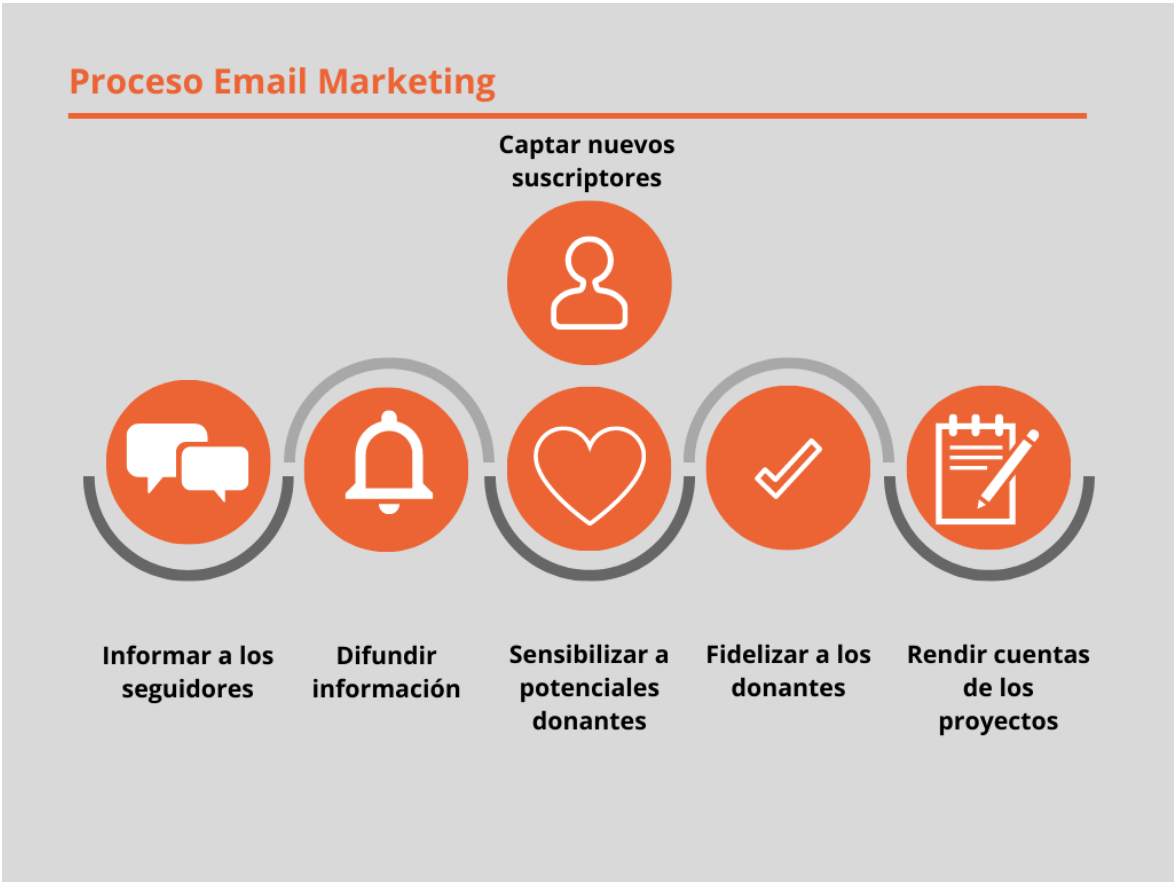 Proceso Email Marketing
Captar nuevos
suscriptores
Informar a los
seguidores
Difundir
información
Sensibilizar a
potenciales
donantes
Fidelizar a los
donantes
Rendir cuentas
de los
proyectos